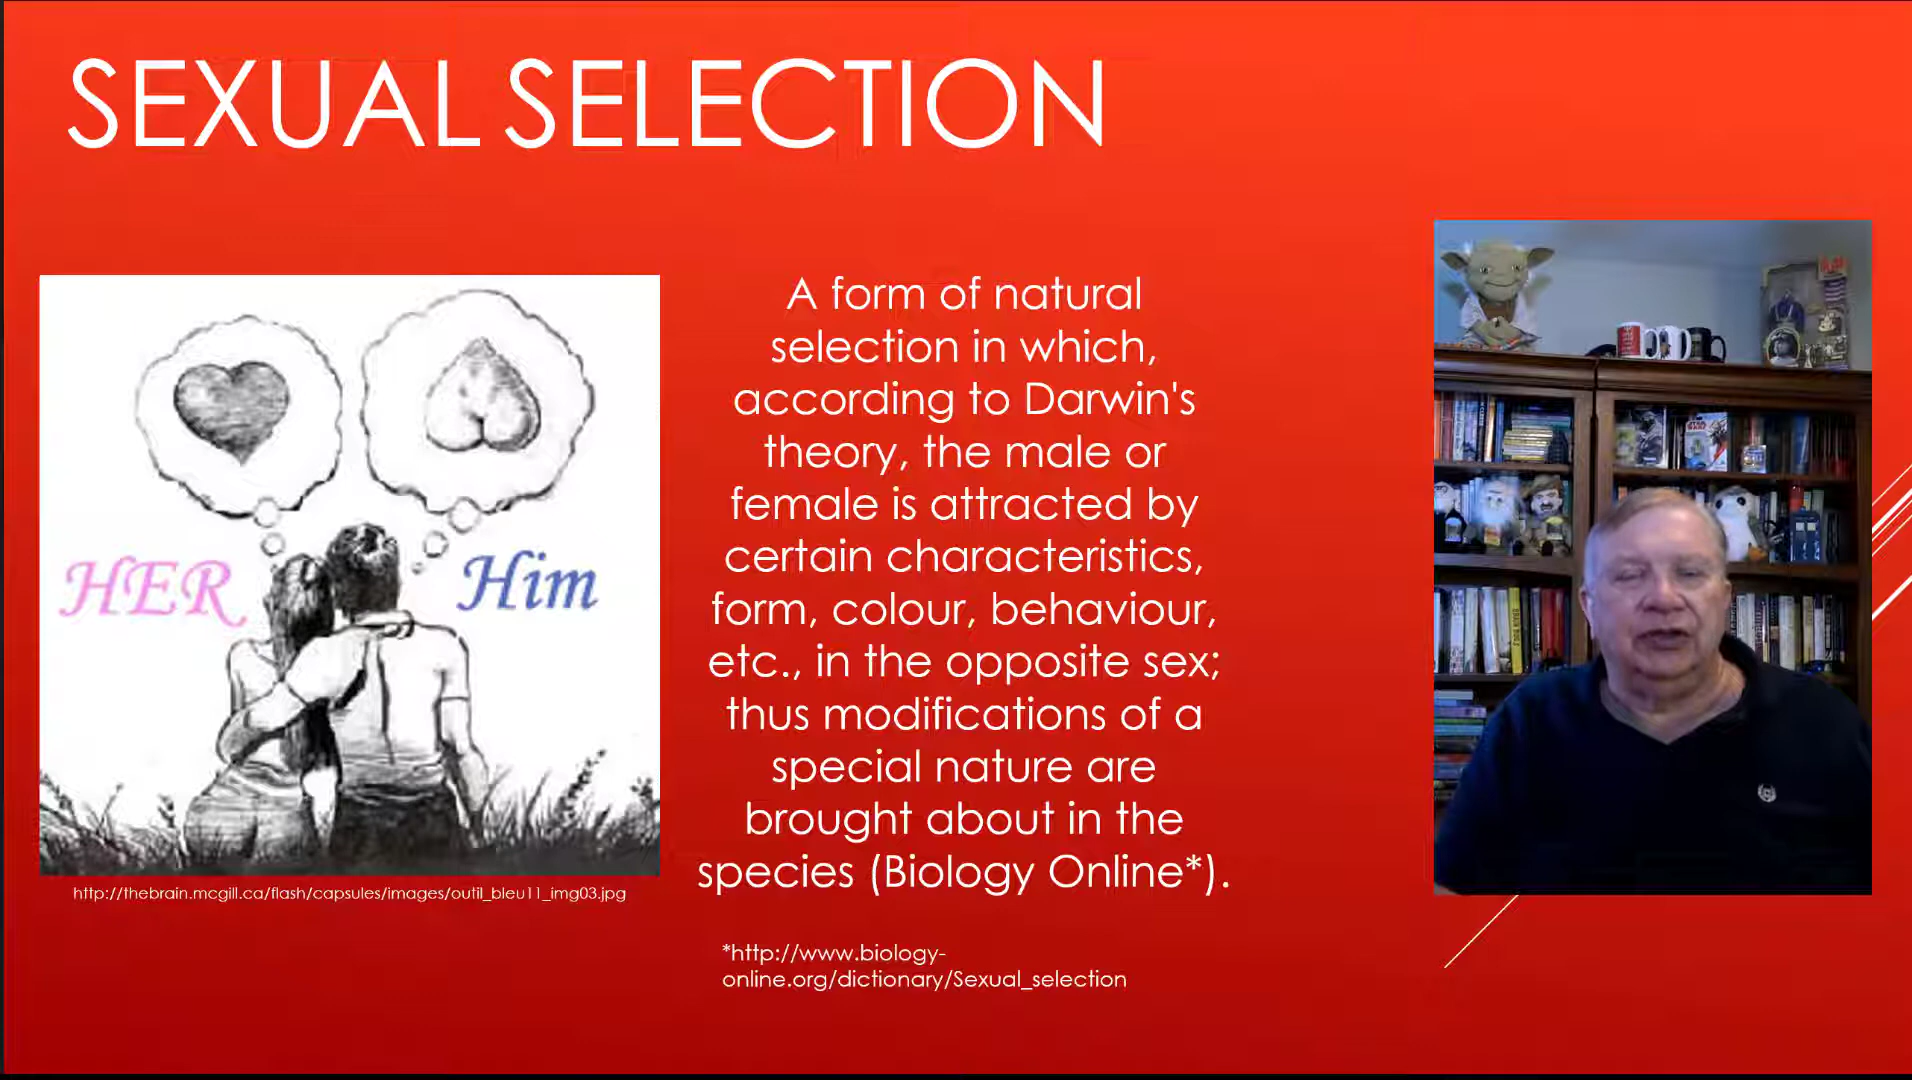 SEXUAL SELECTION
HER
Him
http://thebrain.mcgill.ca/flash/capsules/images/outil_bleu11_img03.jpg
A form of natural
selection in which,
according to Darwin's
theory, the male or
female is attracted by
certain characteristics,
form, colour, behaviour,
etc., in the opposite sex;
thus modifications of a
special nature are
brought about in the
species (Biology Online*).
*http://www.biology-
online.org/dictionary/Sexual_selection